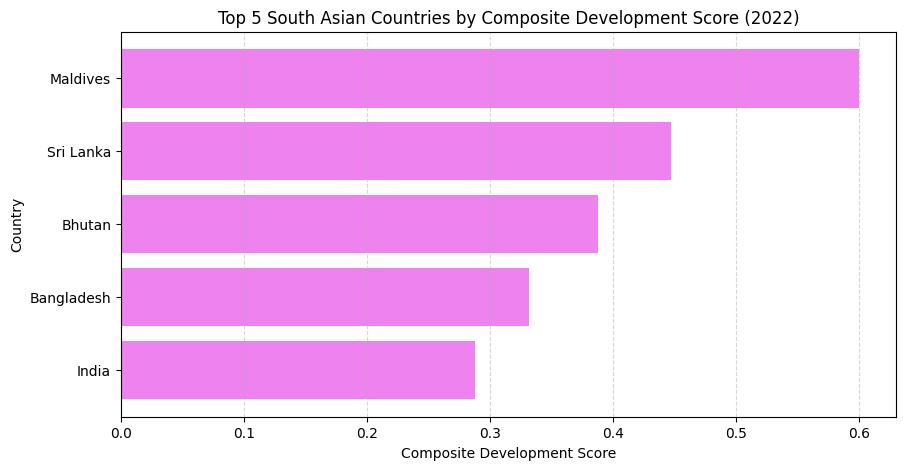 Top 5 South Asian Countries by Composite Development Score (2022)
Country
Maldives
Sri Lanka
Bhutan
Bangladesh
India
0.0 0.1 0.2 0.3 0.4 0.5 0.6
Composite Development Score